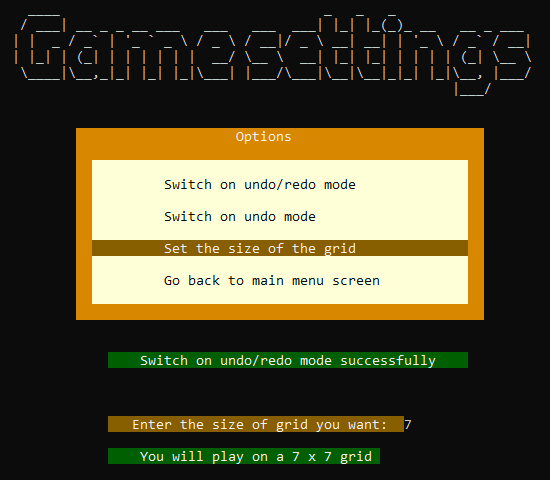 Game settings
Options
Switch on undo/redo mode
Switch on undo mode
Set the size of the grid
Go back to main menu screen
Switch on undo/redo mode successfully
Enter the size of grid you want: 7
You will play on a 7 x 7 grid